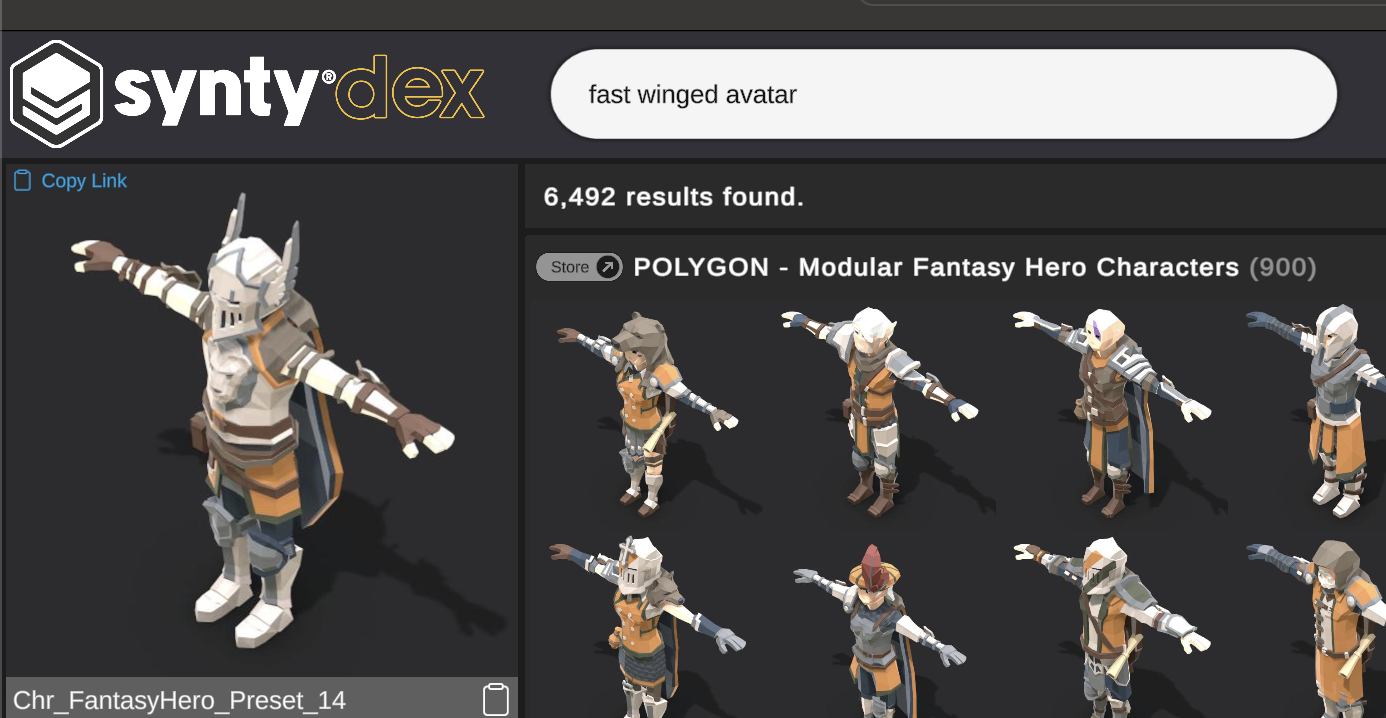 synty® dex
fast winged avatar
Copy Link
6,492 results found.
Store POLYGON - Modular Fantasy Hero Characters (900)
Chr_FantasyHero_Preset_14